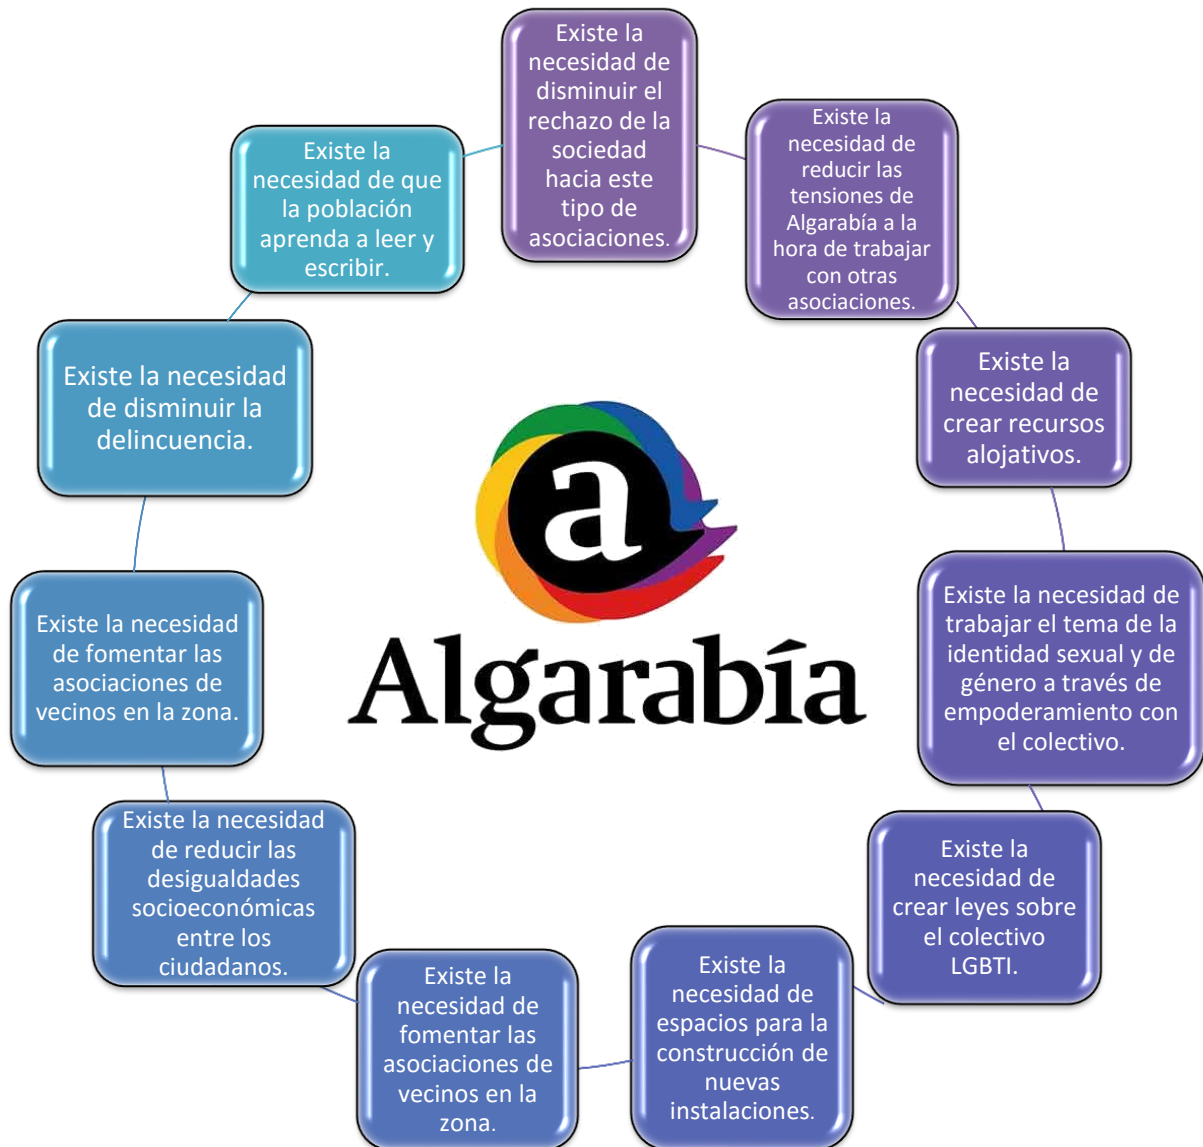 Existe la
necesidad de
disminuir el
rechazo de la
sociedad
hacia este
tipo de
asociaciones.
Existe la
necesidad de
reducir las
tensiones de
Algarabía a la
hora de trabajar
con otras
asociaciones.
Existe la
necesidad de
crear recursos
alojativos.
Existe la necesidad de
trabajar el tema de la
identidad sexual y de
género a través de
empoderamiento con
el colectivo.
Existe la
necesidad de
crear leyes sobre
el colectivo
LGBTI.
Existe la
necesidad de
espacios para la
construcción de
nuevas
instalaciones.
Existe la
necesidad de
fomentar las
asociaciones de
vecinos en la
zona.
Existe la necesidad
de reducir las
desigualdades
socioeconómicas
entre los
ciudadanos.
Existe la necesidad
de fomentar las
asociaciones de
vecinos en la zona.
Existe la necesidad
de disminuir la
delincuencia.
Existe la
necesidad de que
la población
aprenda a leer y
escribir.
a
Algarabía